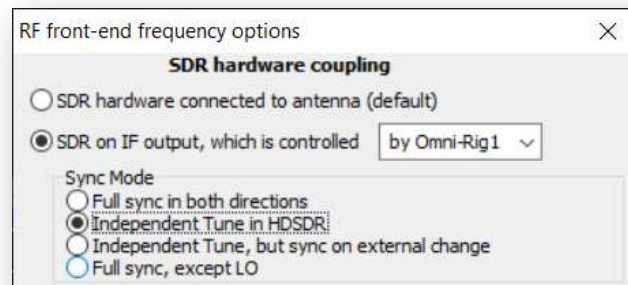 RF front-end frequency options
SDR hardware coupling
SDR hardware connected to antenna (default)
SDR on IF output, which is controlled by Omni-Rig1
Sync Mode
Full sync in both directions
Independent Tune in HDSDR
Independent Tune, but sync on external change
Full sync, except LO